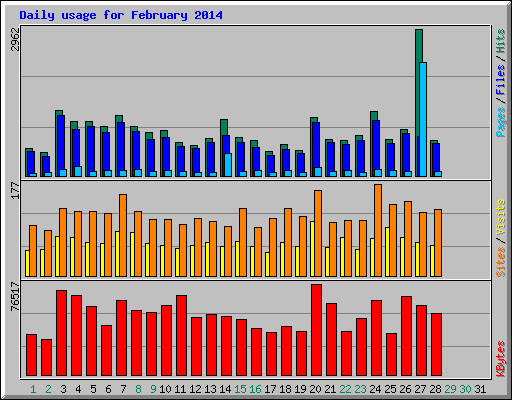 Daily usage for February 2014
2962
Pages / Files / Hits
177
Sites / Visits
76517
KBytes
1 2 3 4 5 6 7 8 9 10 11 12 13 14 15 16 17 18 19 20 21 22 23 24 25 26 27 28 29 30 31